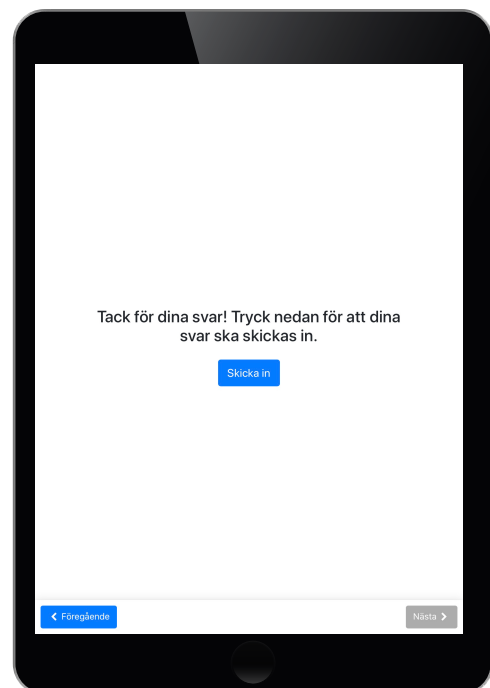 Tack för dina svar! Tryck nedan för att dina
svar ska skickas in.
Skicka in
Föregående
Nästa